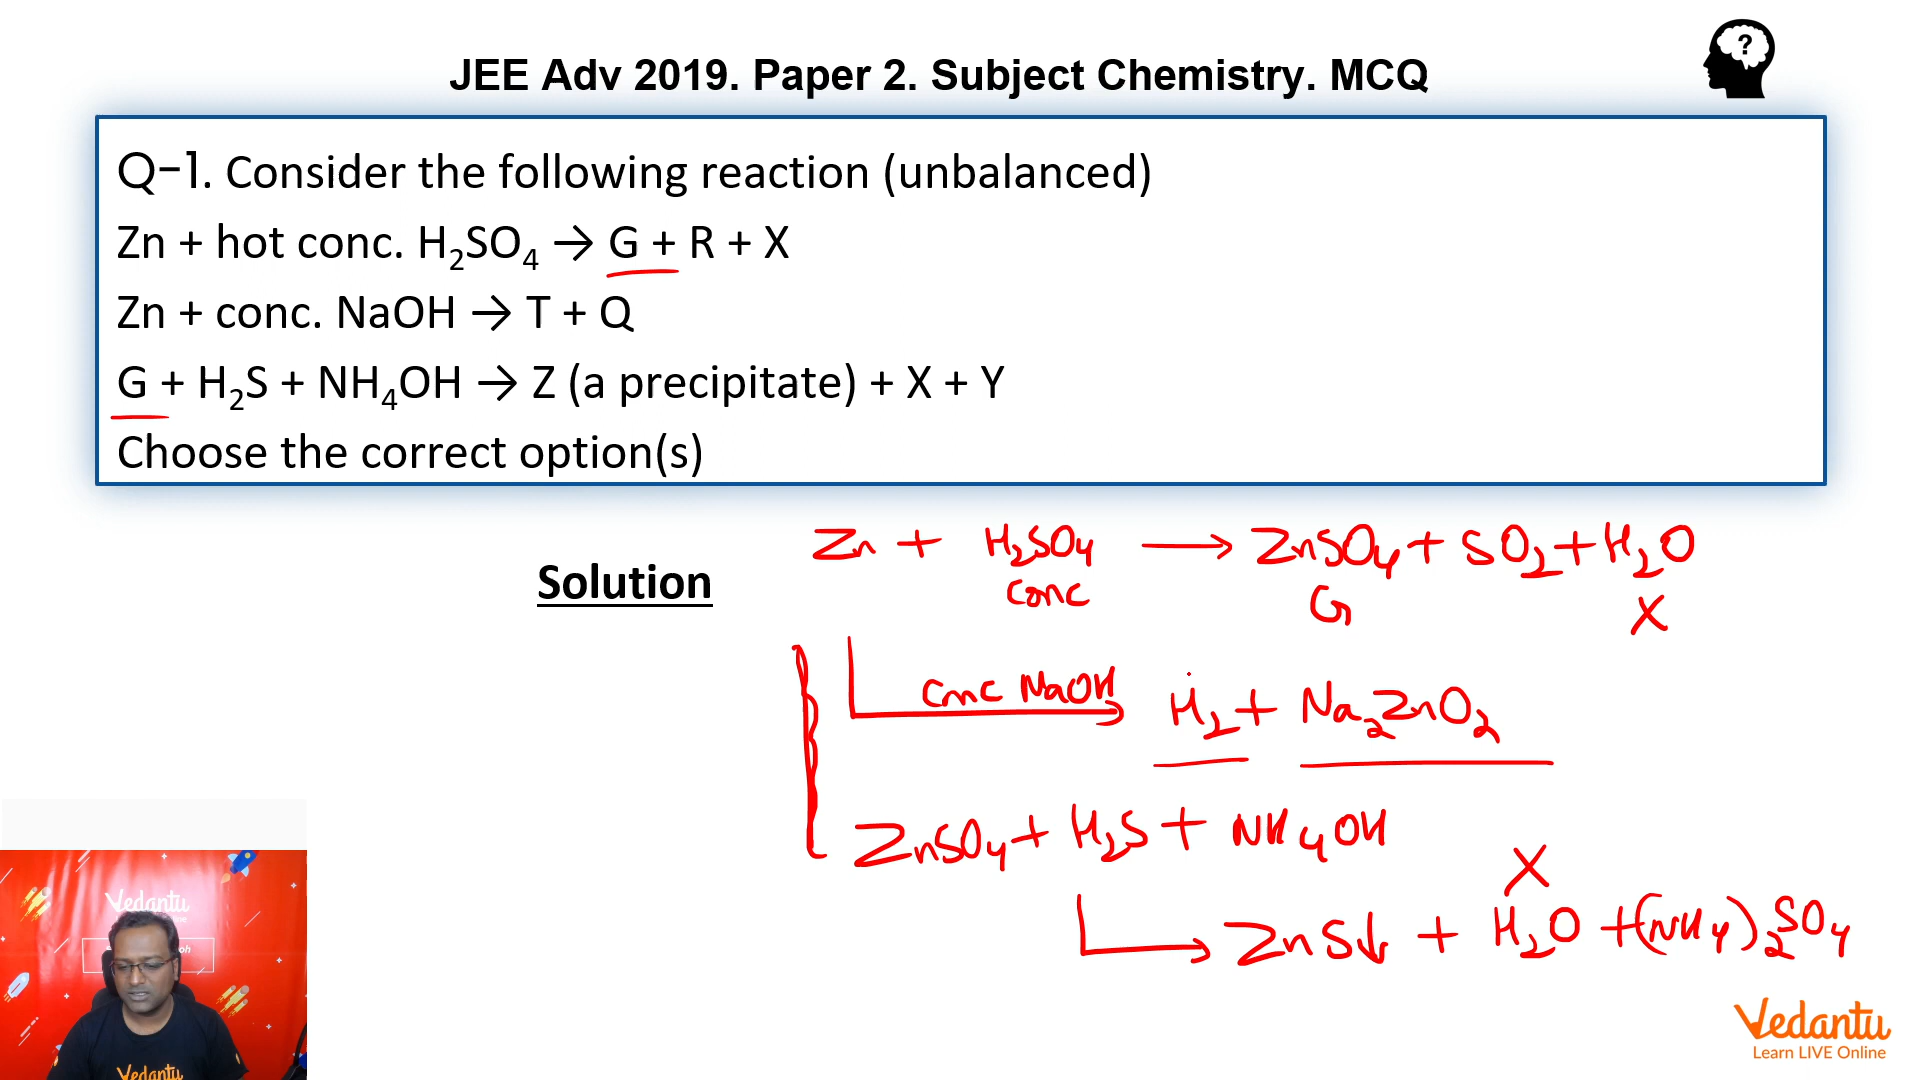 JEE Adv 2019. Paper 2. Subject Chemistry. MCQ
?
Q-1. Consider the following reaction (unbalanced)
Zn + hot conc. H₂SO₄ → G + R + X
Zn + conc. NaOH → T + Q
G + H₂S + NH₄OH → Z (a precipitate) + X + Y
Choose the correct option(s)
Solution
Zn + H₂SO₄ → ZnSO₄ + SO₂ + H₂O
conc G X
conc NaOH H₂ + Na₂ZnO₂
ZnSO₄ + H₂S + NH₄OH
X
→ ZnS↓ + H₂O + (NH₄)₂SO₄
Vedantu
Vedantu
Vedantu
Learn LIVE Online